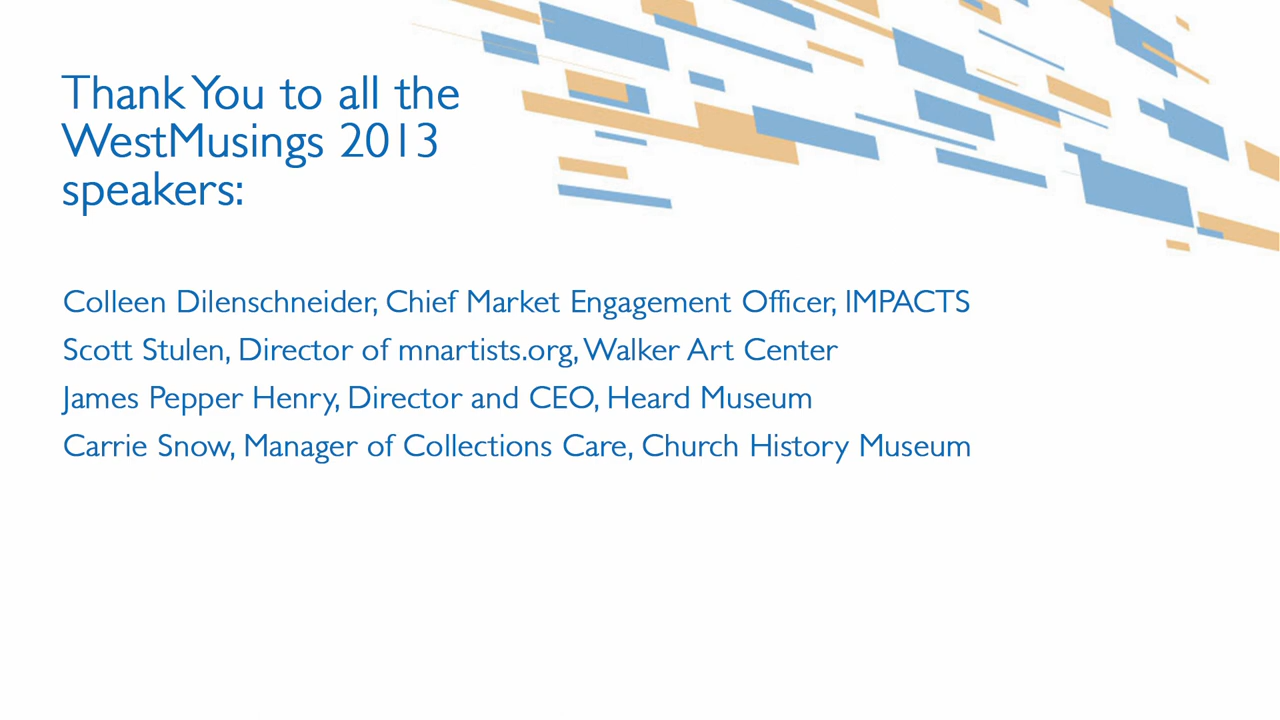 Thank You to all the
WestMusings 2013
speakers:
Colleen Dilenschneider, Chief Market Engagement Officer, IMPACTS
Scott Stulen, Director of mnartists.org, Walker Art Center
James Pepper Henry, Director and CEO, Heard Museum
Carrie Snow, Manager of Collections Care, Church History Museum